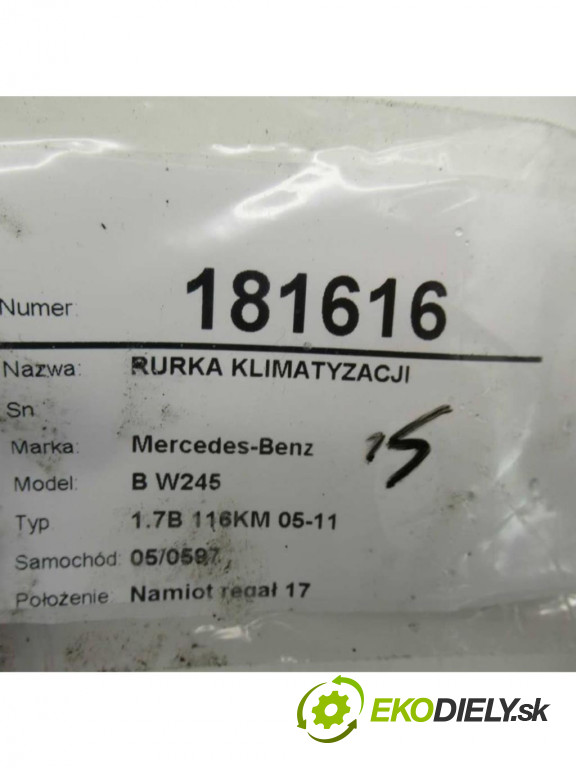 Numer: 181616
Nazwa: RURKA KLIMATYZACJI
Sn
Marka: Mercedes-Benz
15
Model: B W245
Typ 1.7B 116KM 05-11
Samochód: 05/0597
Położenie Namiot regał 17
EKODIELY.sk